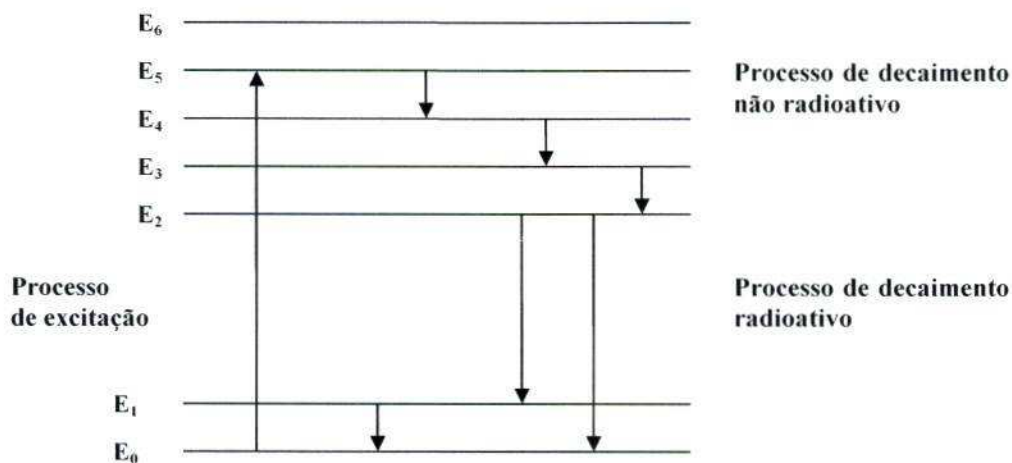 E₆
E₅
Processo de decaimento
não radioativo
E₄
E₃
E₂
Processo
de excitação
Processo de decaimento
radioativo
E₁
E₀